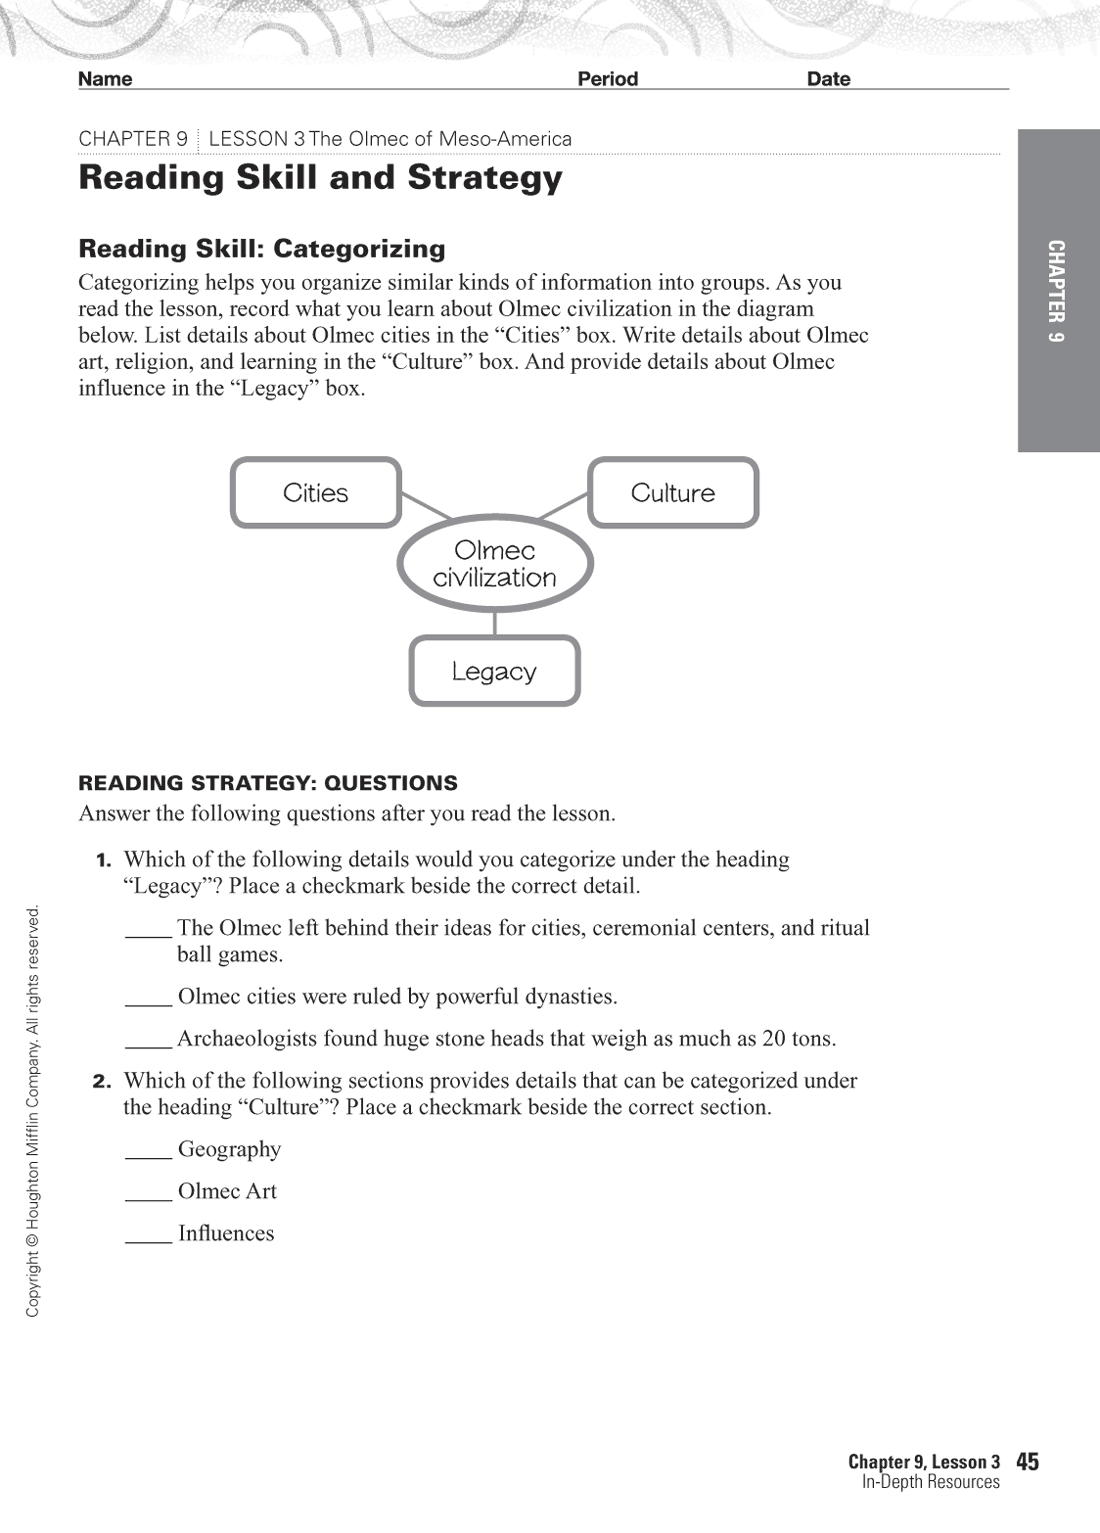 Name Period Date
CHAPTER 9 LESSON 3 The Olmec of Meso-America
Reading Skill and Strategy
Reading Skill: Categorizing
Categorizing helps you organize similar kinds of information into groups. As you
read the lesson, record what you learn about Olmec civilization in the diagram
below. List details about Olmec cities in the “Cities” box. Write details about Olmec
art, religion, and learning in the “Culture” box. And provide details about Olmec
influence in the “Legacy” box.
CHAPTER 9
Cities
Culture
Olmec
civilization
Legacy
READING STRATEGY: QUESTIONS
Answer the following questions after you read the lesson.
1. Which of the following details would you categorize under the heading
“Legacy”? Place a checkmark beside the correct detail.
____ The Olmec left behind their ideas for cities, ceremonial centers, and ritual
ball games.
____ Olmec cities were ruled by powerful dynasties.
____ Archaeologists found huge stone heads that weigh as much as 20 tons.
2. Which of the following sections provides details that can be categorized under
the heading “Culture”? Place a checkmark beside the correct section.
____ Geography
____ Olmec Art
____ Influences
Copyright © Houghton Mifflin Company. All rights reserved.
Chapter 9, Lesson 3 45
In-Depth Resources